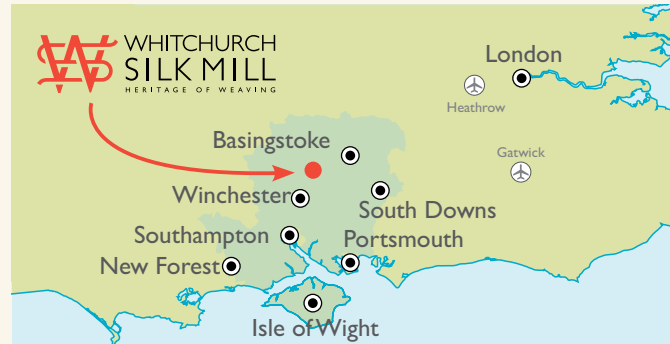 WHITCHURCH
SILK MILL
HERITAGE OF WEAVING
London
Heathrow
Basingstoke
Gatwick
Winchester
South Downs
Southampton
Portsmouth
New Forest
Isle of Wight